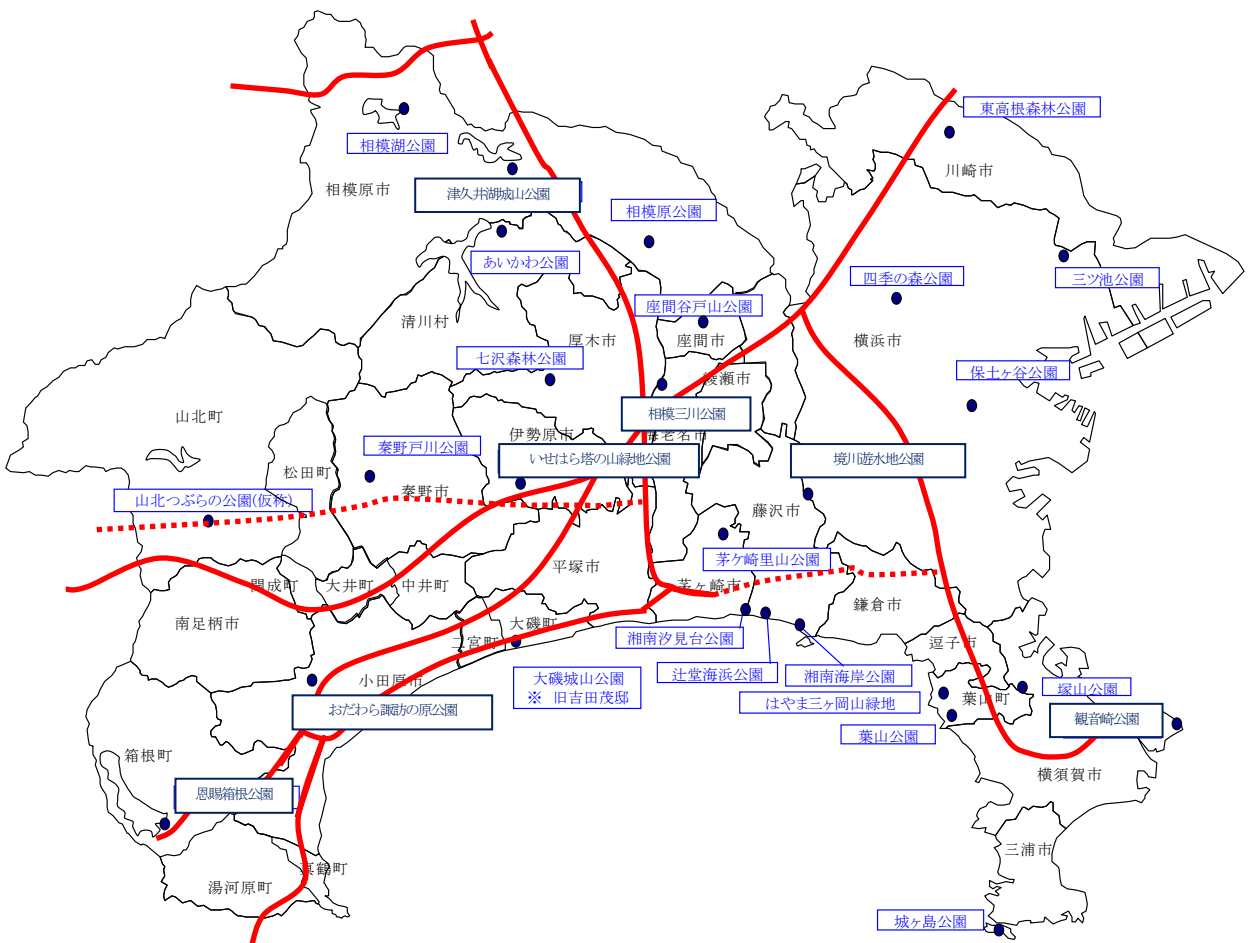 東高根森林公園
相模湖公園
川崎市
相模原市
津久井湖城山公園
相模原公園
あいかわ公園
四季の森公園
三ツ池公園
座間谷戸山公園
清川村
厚木市
座間市
横浜市
七沢森林公園
保土ヶ谷公園
綾瀬市
相模三川公園
山北町
伊勢原市
海老名市
秦野戸川公園
いせはら塔の山緑地公園
境川遊水地公園
松田町
秦野市
山北つぶらの公園(仮称)
藤沢市
茅ケ崎里山公園
平塚市
開成町
大井町
中井町
茅ヶ崎市
鎌倉市
南足柄市
大磯町
二宮町
湘南汐見台公園
逗子市
小田原市
大磯城山公園
※ 旧吉田茂邸
辻堂海浜公園
湘南海岸公園
塚山公園
はやま三ヶ岡山緑地
葉山町
おだわら諏訪の原公園
観音崎公園
葉山公園
箱根町
横須賀市
恩賜箱根公園
三浦市
真鶴町
湯河原町
城ヶ島公園